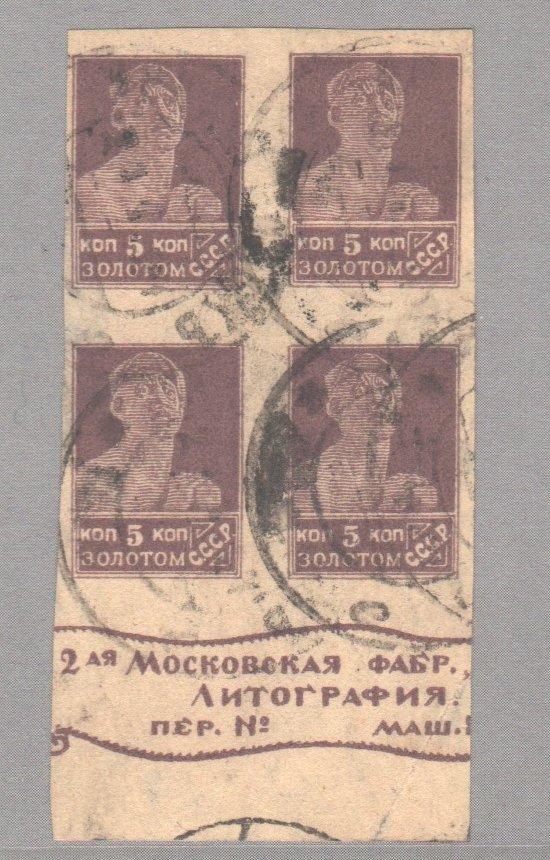 КОП 5 КОП КОП 5 КОП
ЗОЛОТОМ СССР ЗОЛОТОМ СССР
КОП 5 КОП КОП 5 КОП
ЗОЛОТОМ СССР ЗОЛОТОМ СССР
2АЯ МОСКОВСКАЯ ФАБР.,
ЛИТОГРАФИЯ.
ПЕР. № МАШ.